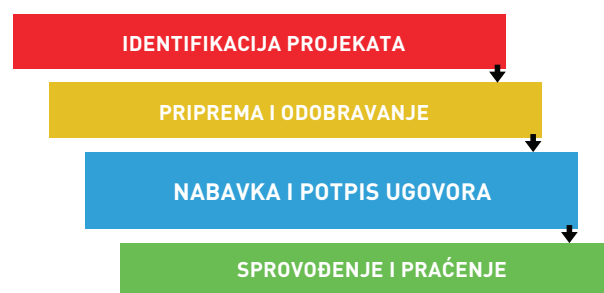 IDENTIFIKACIJA PROJEKATA
PRIPREMA I ODOBRAVANJE
NABAVKA I POTPIS UGOVORA
SPROVOĐENJE I PRAĆENJE